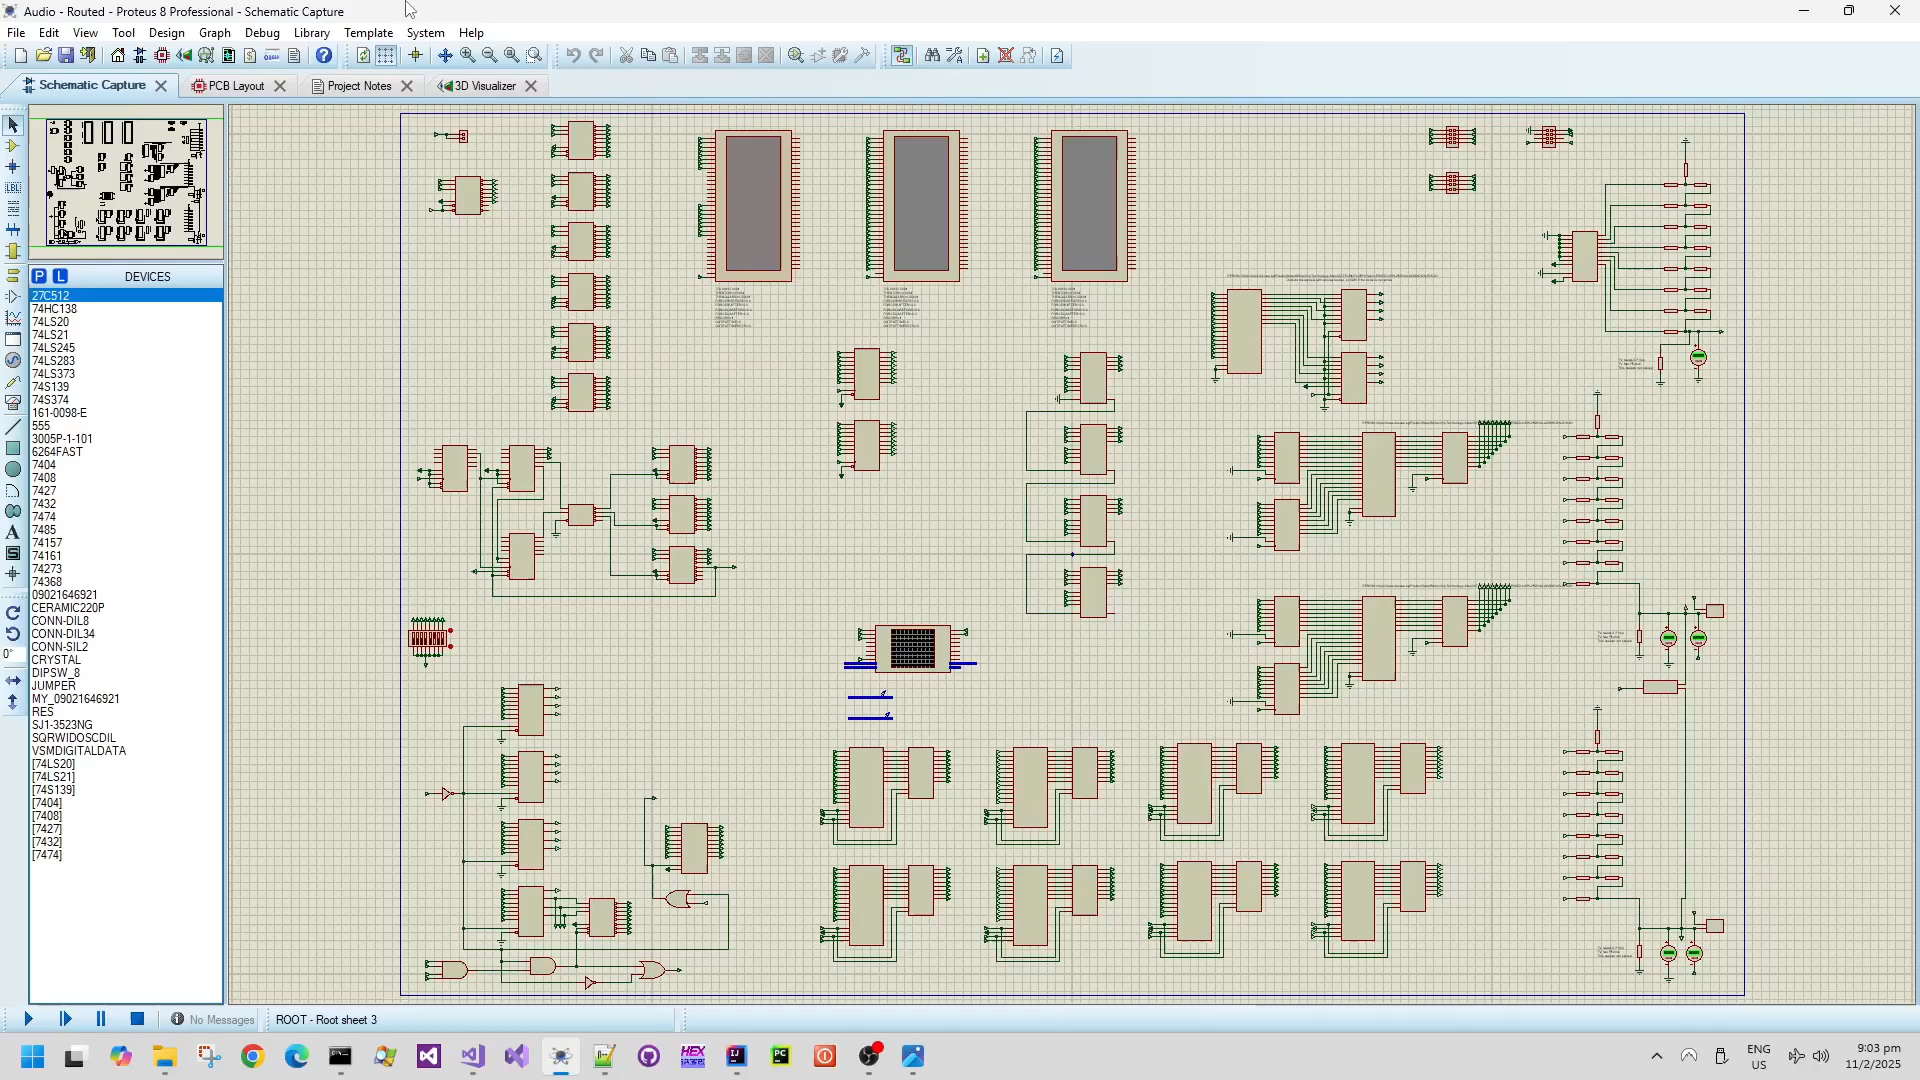 Audio - Routed - Proteus 8 Professional - Schematic Capture
File Edit View Tool Design Graph Debug Library Template System Help
Schematic Capture PCB Layout Project Notes 3D Visualizer
P L DEVICES
27C512
74HC138
74LS20
74LS21
74LS245
74LS283
74LS373
74S139
74S374
161-0098-E
555
3005P-1-101
6264FAST
7404
7408
7427
7432
7474
7485
74157
74161
74273
74368
09021646921
CERAMIC220P
CONN-DIL8
CONN-DIL34
CONN-SIL2
CRYSTAL
DIPSW_8
JUMPER
MY_09021646921
RES
SJ1-3523NG
SQRWIDOSCDIL
VSMDIGITALDATA
[74LS20]
[74LS21]
[74S139]
[7404]
[7408]
[7427]
[7432]
[7474]
LBL
A
S
0°
No Messages ROOT - Root sheet 3
HEX
IJ
PC
ENG
US
9:03 pm
11/2/2025